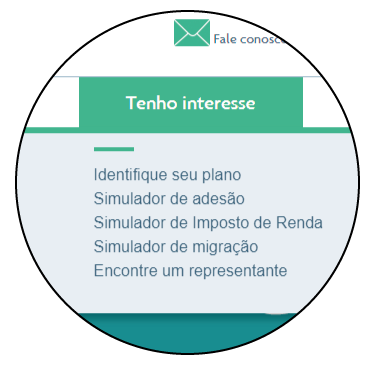 Fale conosco
Tenho interesse
Identifique seu plano
Simulador de adesão
Simulador de Imposto de Renda
Simulador de migração
Encontre um representante